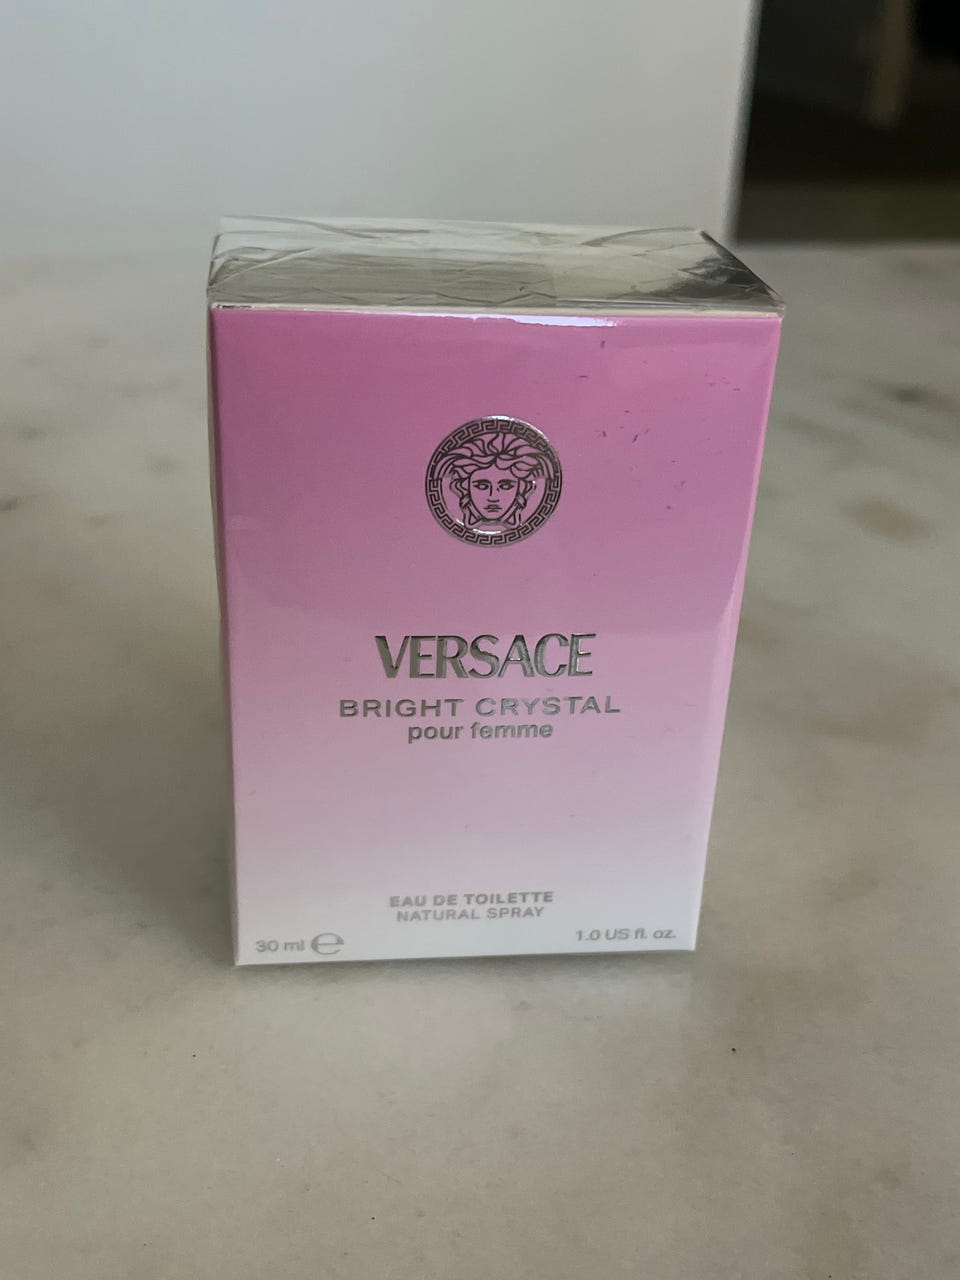 VERSACE
BRIGHT CRYSTAL
pour femme
EAU DE TOILETTE
NATURAL SPRAY
30 ml ℮
1.0 US fl. oz.